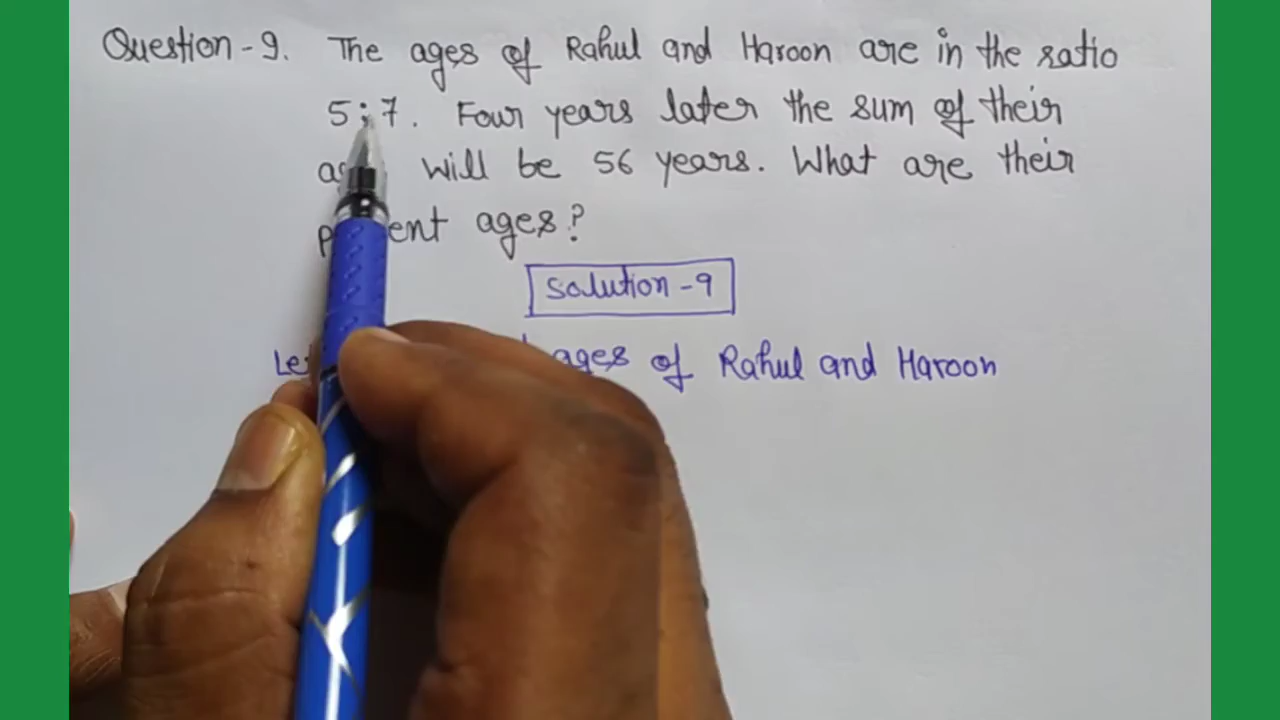 Question - 9. The ages of Rahul and Haroon are in the ratio
5:7. Four years later the sum of their
will be 56 years. What are their
ages?
Solution - 9
ages of Rahul and Haroon